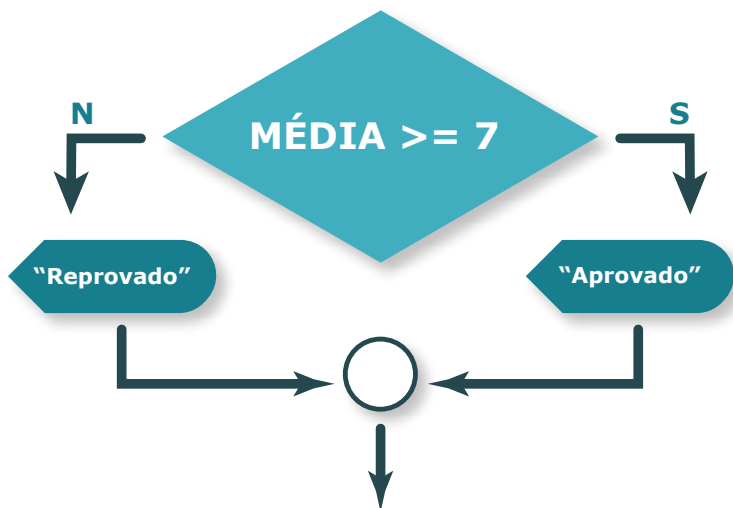 MÉDIA >= 7
N
S
“Reprovado”
“Aprovado”